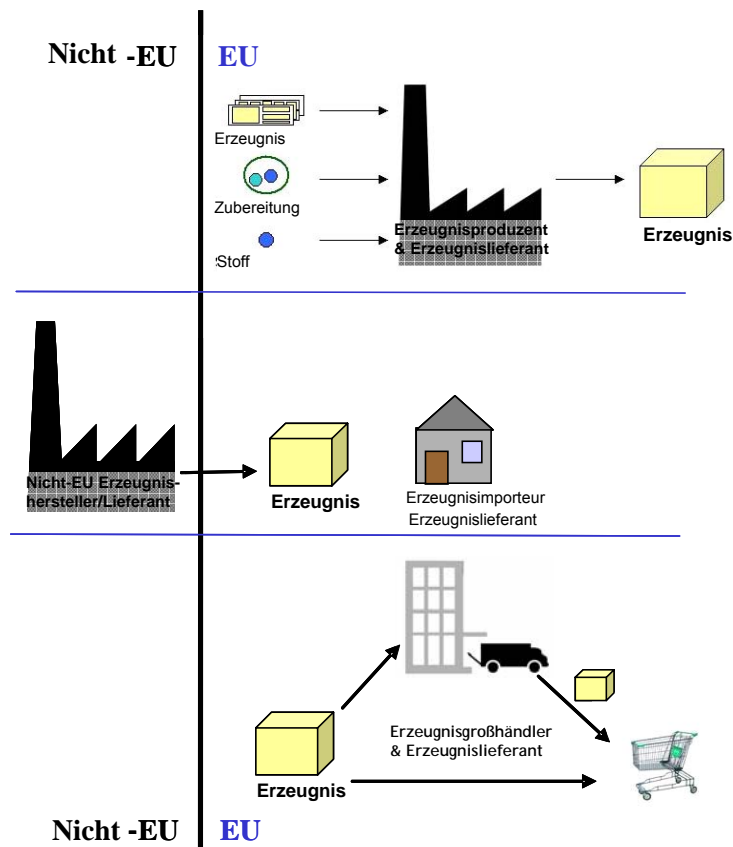 Nicht -EU
EU
Erzeugnis
Zubereitung
Stoff
Erzeugnisproduzent
& Erzeugnislieferant
Erzeugnis
Nicht-EU Erzeugnis-
hersteller/Lieferant
Erzeugnis
Erzeugnisimporteur
Erzeugnislieferant
Erzeugnisgroßhändler
& Erzeugnislieferant
Erzeugnis
Nicht -EU
EU